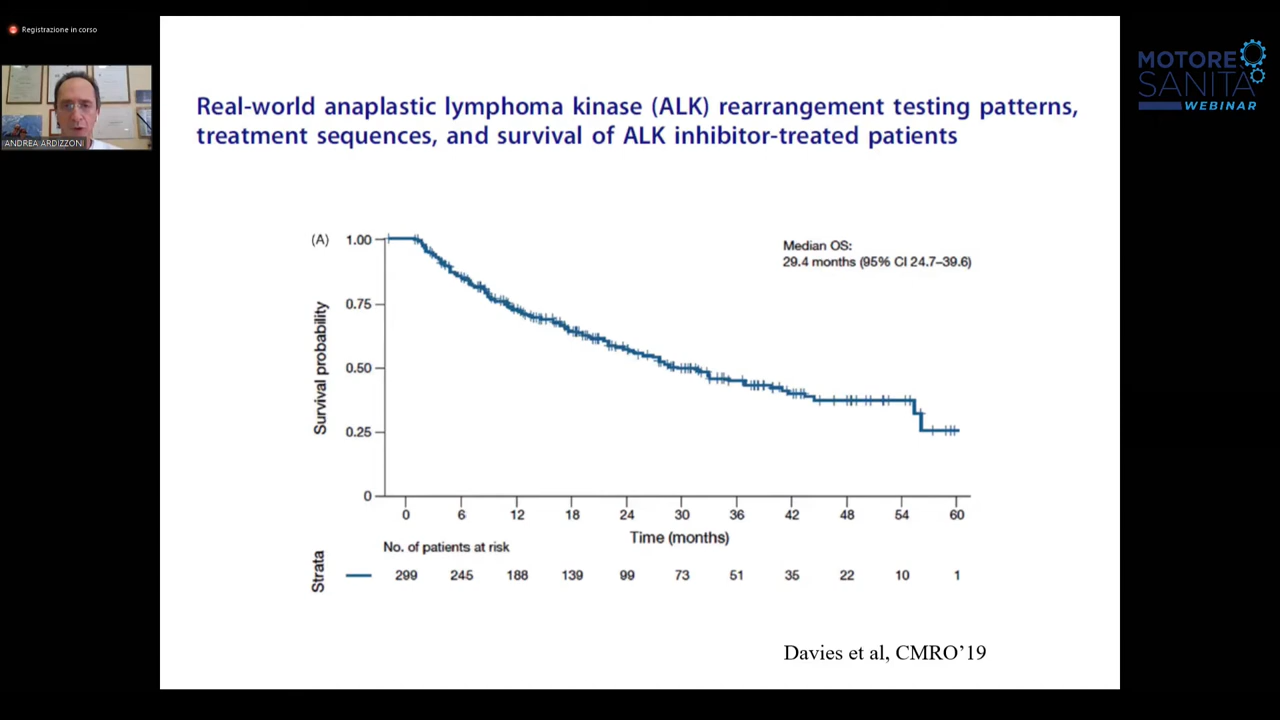 Registrazione in corso
ANDREA ARDIZZONI
MOTORE
SANITA
WEBINAR
Real-world anaplastic lymphoma kinase (ALK) rearrangement testing patterns,
treatment sequences, and survival of ALK inhibitor-treated patients
(A)
Median OS:
29.4 months (95% CI 24.7–39.6)
Survival probability
1.00
0.75
0.50
0.25
0
0 6 12 18 24 30 36 42 48 54 60
Time (months)
Strata
No. of patients at risk
299 245 188 139 99 73 51 35 22 10 1
Davies et al, CMRO’19